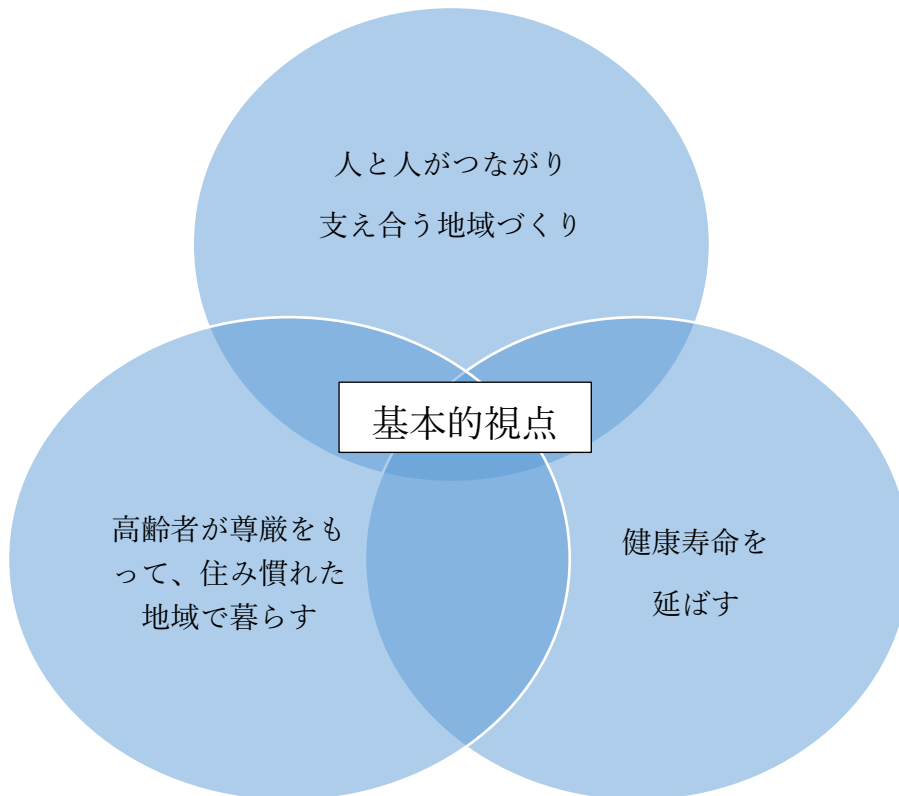 人と人がつながり
支え合う地域づくり
基本的視点
高齢者が尊厳をも
って、住み慣れた
地域で暮らす
健康寿命を
延ばす